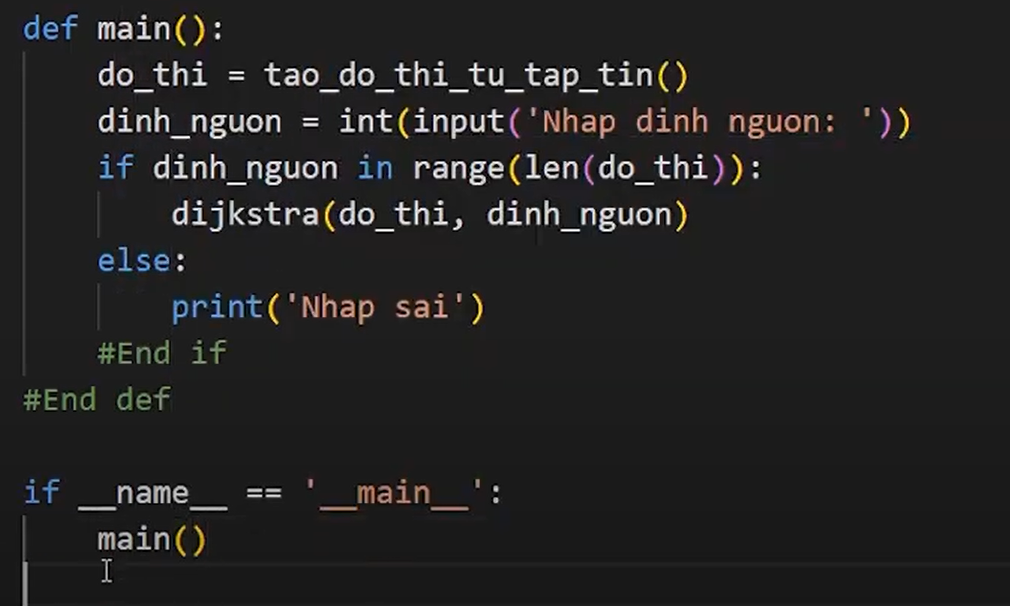 def main():
    do_thi = tao_do_thi_tu_tap_tin()
    dinh_nguon = int(input('Nhap dinh nguon: '))
    if dinh_nguon in range(len(do_thi)):
        dijkstra(do_thi, dinh_nguon)
    else:
        print('Nhap sai')
    #End if
#End def
if __name__ == '__main__':
    main()